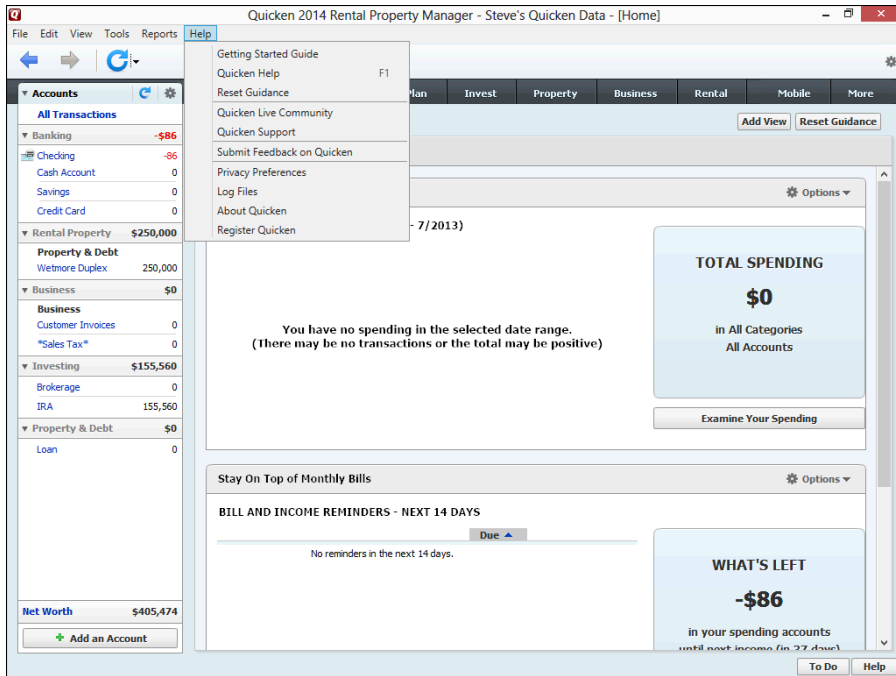 Quicken 2014 Rental Property Manager - Steve's Quicken Data - [Home]
File Edit View Tools Reports Help
Getting Started Guide
Quicken Help F1
Reset Guidance
Quicken Live Community
Quicken Support
Submit Feedback on Quicken
Privacy Preferences
Log Files
About Quicken
Register Quicken
Invest Property Business Rental Mobile More
Add View Reset Guidance
Accounts
All Transactions
Banking -$86
Checking -86
Cash Account 0
Savings 0
Credit Card 0
Rental Property $250,000
Property & Debt
Wetmore Duplex 250,000
Business $0
Business
Customer Invoices 0
*Sales Tax* 0
Investing $155,560
Brokerage 0
IRA 155,560
Property & Debt $0
Loan 0
Net Worth $405,474
Add an Account
Options
- 7/2013)
You have no spending in the selected date range.
(There may be no transactions or the total may be positive)
TOTAL SPENDING
$0
in All Categories
All Accounts
Examine Your Spending
Stay On Top of Monthly Bills
Options
BILL AND INCOME REMINDERS - NEXT 14 DAYS
Due
No reminders in the next 14 days.
WHAT'S LEFT
-$86
in your spending accounts
until next income (in 27 days)
To Do Help